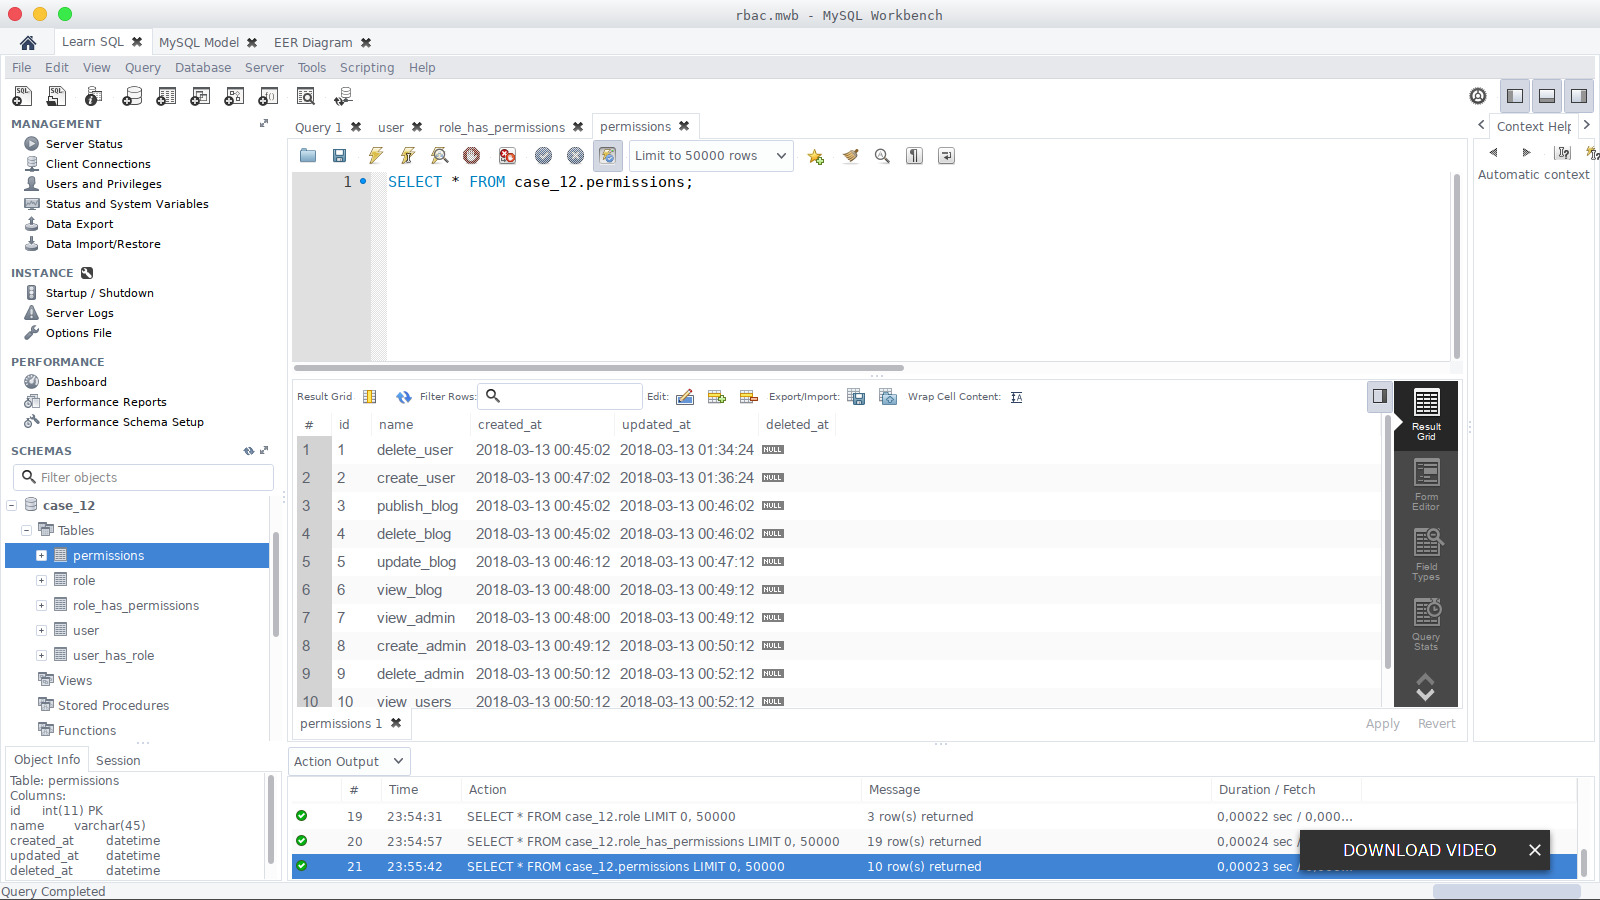 rbac.mwb - MySQL Workbench
Learn SQL
MySQL Model
EER Diagram
File Edit View Query Database Server Tools Scripting Help
MANAGEMENT
Server Status
Client Connections
Users and Privileges
Status and System Variables
Data Export
Data Import/Restore
INSTANCE
Startup / Shutdown
Server Logs
Options File
PERFORMANCE
Dashboard
Performance Reports
Performance Schema Setup
SCHEMAS
Filter objects
case_12
Tables
permissions
role
role_has_permissions
user
user_has_role
Views
Stored Procedures
Functions
Object Info Session
Table: permissions
Columns:
id int(11) PK
name varchar(45)
created_at datetime
updated_at datetime
deleted_at datetime
Query Completed
Query 1 user role_has_permissions permissions
Limit to 50000 rows
1 SELECT * FROM case_12.permissions;
Result Grid Filter Rows: Edit: Export/Import: Wrap Cell Content:
# id name created_at updated_at deleted_at
1 1 delete_user 2018-03-13 00:45:02 2018-03-13 01:34:24 NULL
2 2 create_user 2018-03-13 00:47:02 2018-03-13 01:36:24 NULL
3 3 publish_blog 2018-03-13 00:45:02 2018-03-13 00:46:02 NULL
4 4 delete_blog 2018-03-13 00:45:02 2018-03-13 00:46:02 NULL
5 5 update_blog 2018-03-13 00:46:12 2018-03-13 00:47:12 NULL
6 6 view_blog 2018-03-13 00:48:00 2018-03-13 00:49:12 NULL
7 7 view_admin 2018-03-13 00:48:00 2018-03-13 00:49:12 NULL
8 8 create_admin 2018-03-13 00:49:12 2018-03-13 00:50:12 NULL
9 9 delete_admin 2018-03-13 00:50:12 2018-03-13 00:52:12 NULL
10 10 view_users 2018-03-13 00:50:12 2018-03-13 00:52:12 NULL
Result
Grid
Form
Editor
Field
Types
Query
Stats
permissions 1
Apply Revert
Context Help
Automatic context
Action Output
# Time Action Message Duration / Fetch
19 23:54:31 SELECT * FROM case_12.role LIMIT 0, 50000 3 row(s) returned 0,00022 sec / 0,000...
20 23:54:57 SELECT * FROM case_12.role_has_permissions LIMIT 0, 50000 19 row(s) returned 0,00024 sec /
21 23:55:42 SELECT * FROM case_12.permissions LIMIT 0, 50000 10 row(s) returned 0,00023 sec /
DOWNLOAD VIDEO